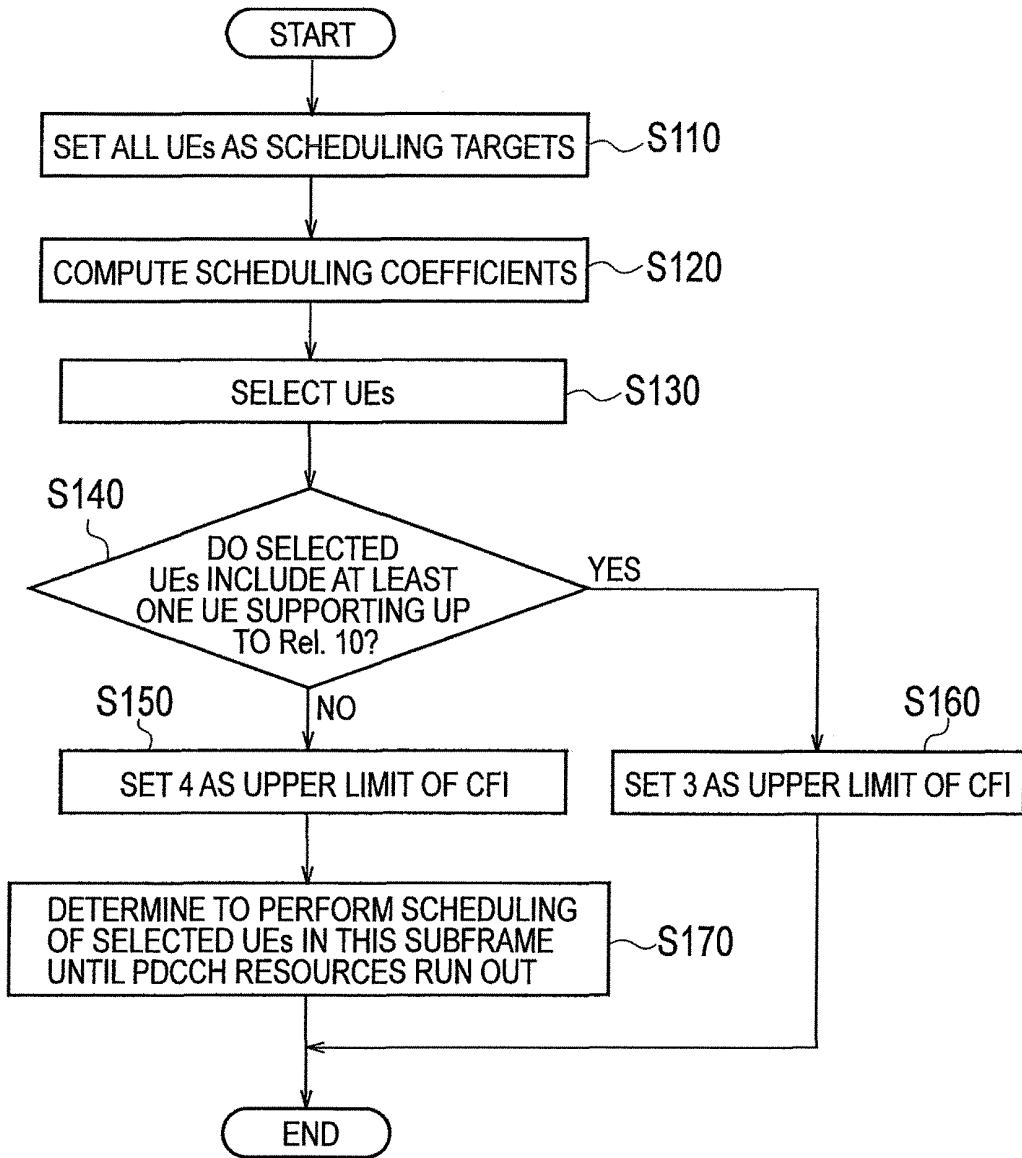 START
SET ALL UEs AS SCHEDULING TARGETS
S110
COMPUTE SCHEDULING COEFFICIENTS
S120
SELECT UEs
S130
S140
DO SELECTED
UEs INCLUDE AT LEAST
ONE UE SUPPORTING UP
TO Rel. 10?
YES
NO
S150
SET 4 AS UPPER LIMIT OF CFI
S160
SET 3 AS UPPER LIMIT OF CFI
DETERMINE TO PERFORM SCHEDULING
OF SELECTED UEs IN THIS SUBFRAME
UNTIL PDCCH RESOURCES RUN OUT
S170
END